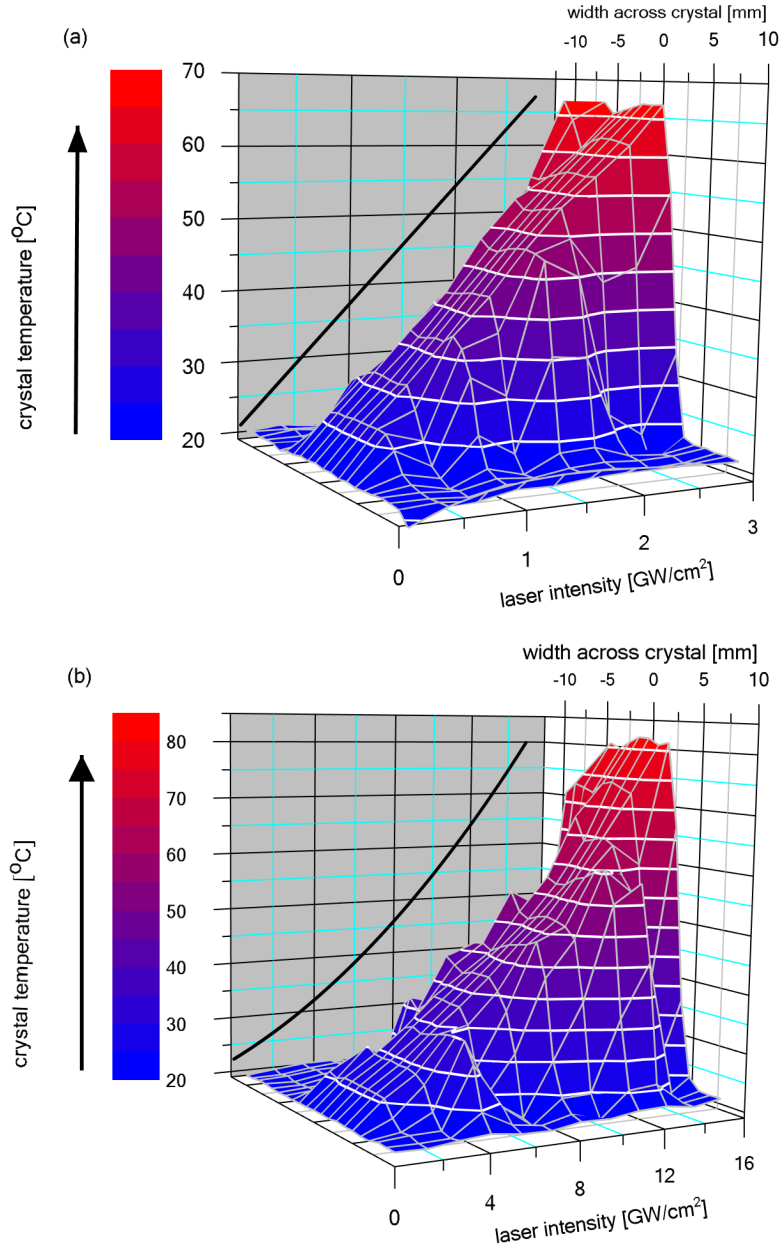 width across crystal [mm]
(a)
-10 -5 0 5 10
70
60
50
40
30
20
crystal temperature [°C]
0 1 2 3
laser intensity [GW/cm²]
width across crystal [mm]
(b)
-10 -5 0 5 10
80
70
60
50
40
30
20
crystal temperature [°C]
0 4 8 12 16
laser intensity [GW/cm²]